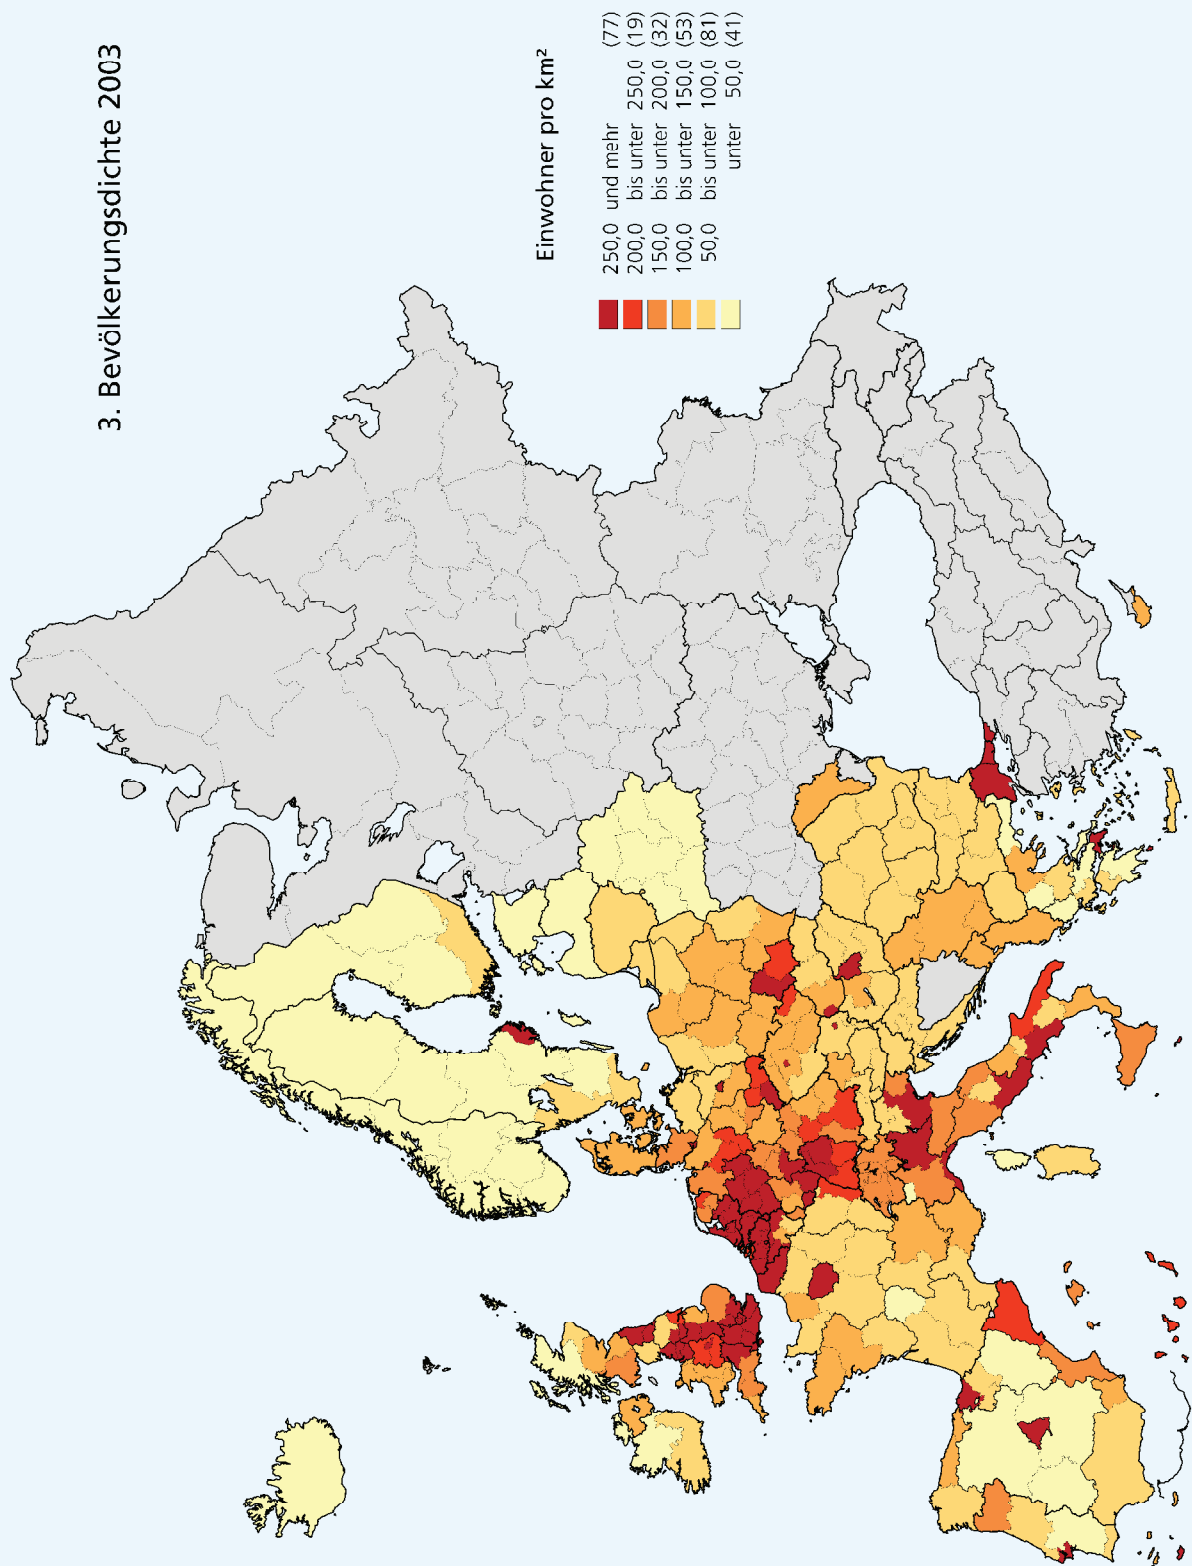 3. Bevölkerungsdichte 2003
Einwohner pro km²
250,0 und mehr (77)
200,0 bis unter 250,0 (19)
150,0 bis unter 200,0 (32)
100,0 bis unter 150,0 (53)
50,0 bis unter 100,0 (81)
unter 50,0 (41)